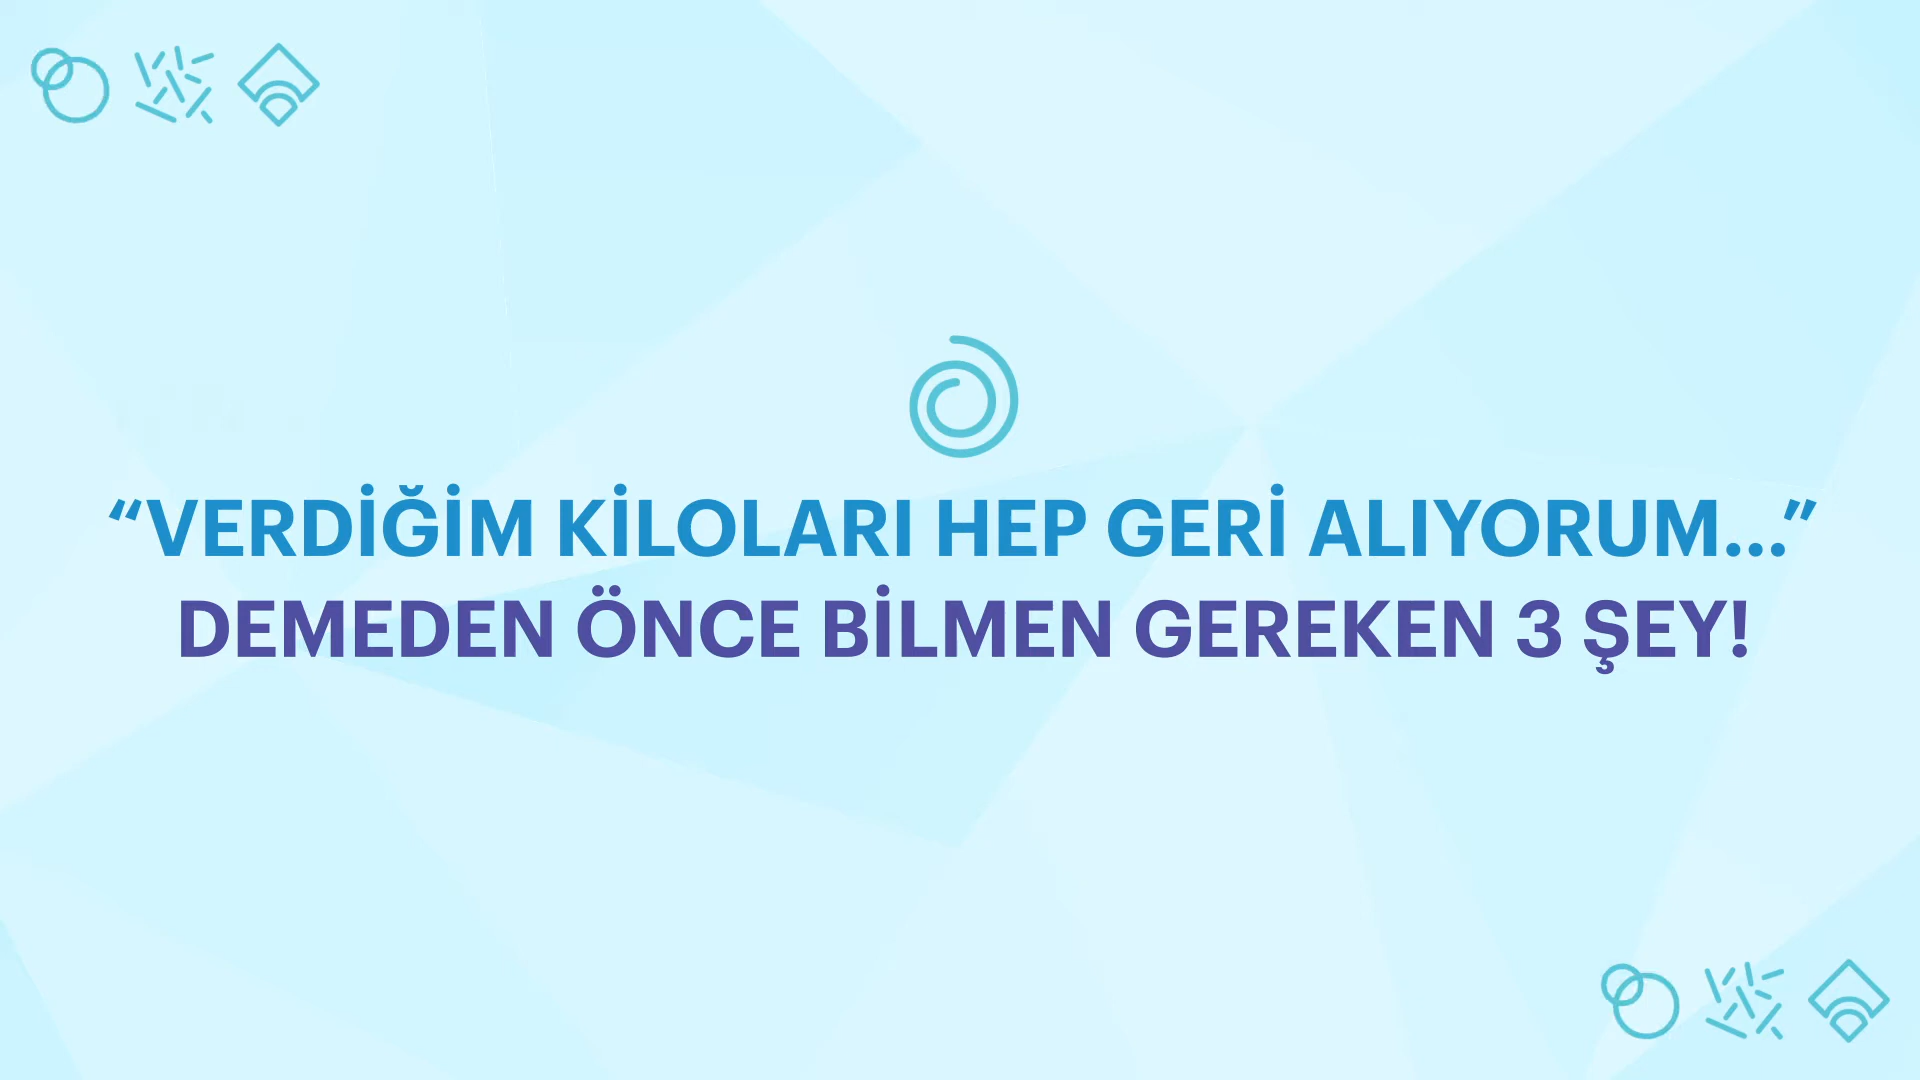 “VERDİĞİM KİLOLARI HEP GERİ ALIYORUM...”
DEMEDEN ÖNCE BİLMEN GEREKEN 3 ŞEY!